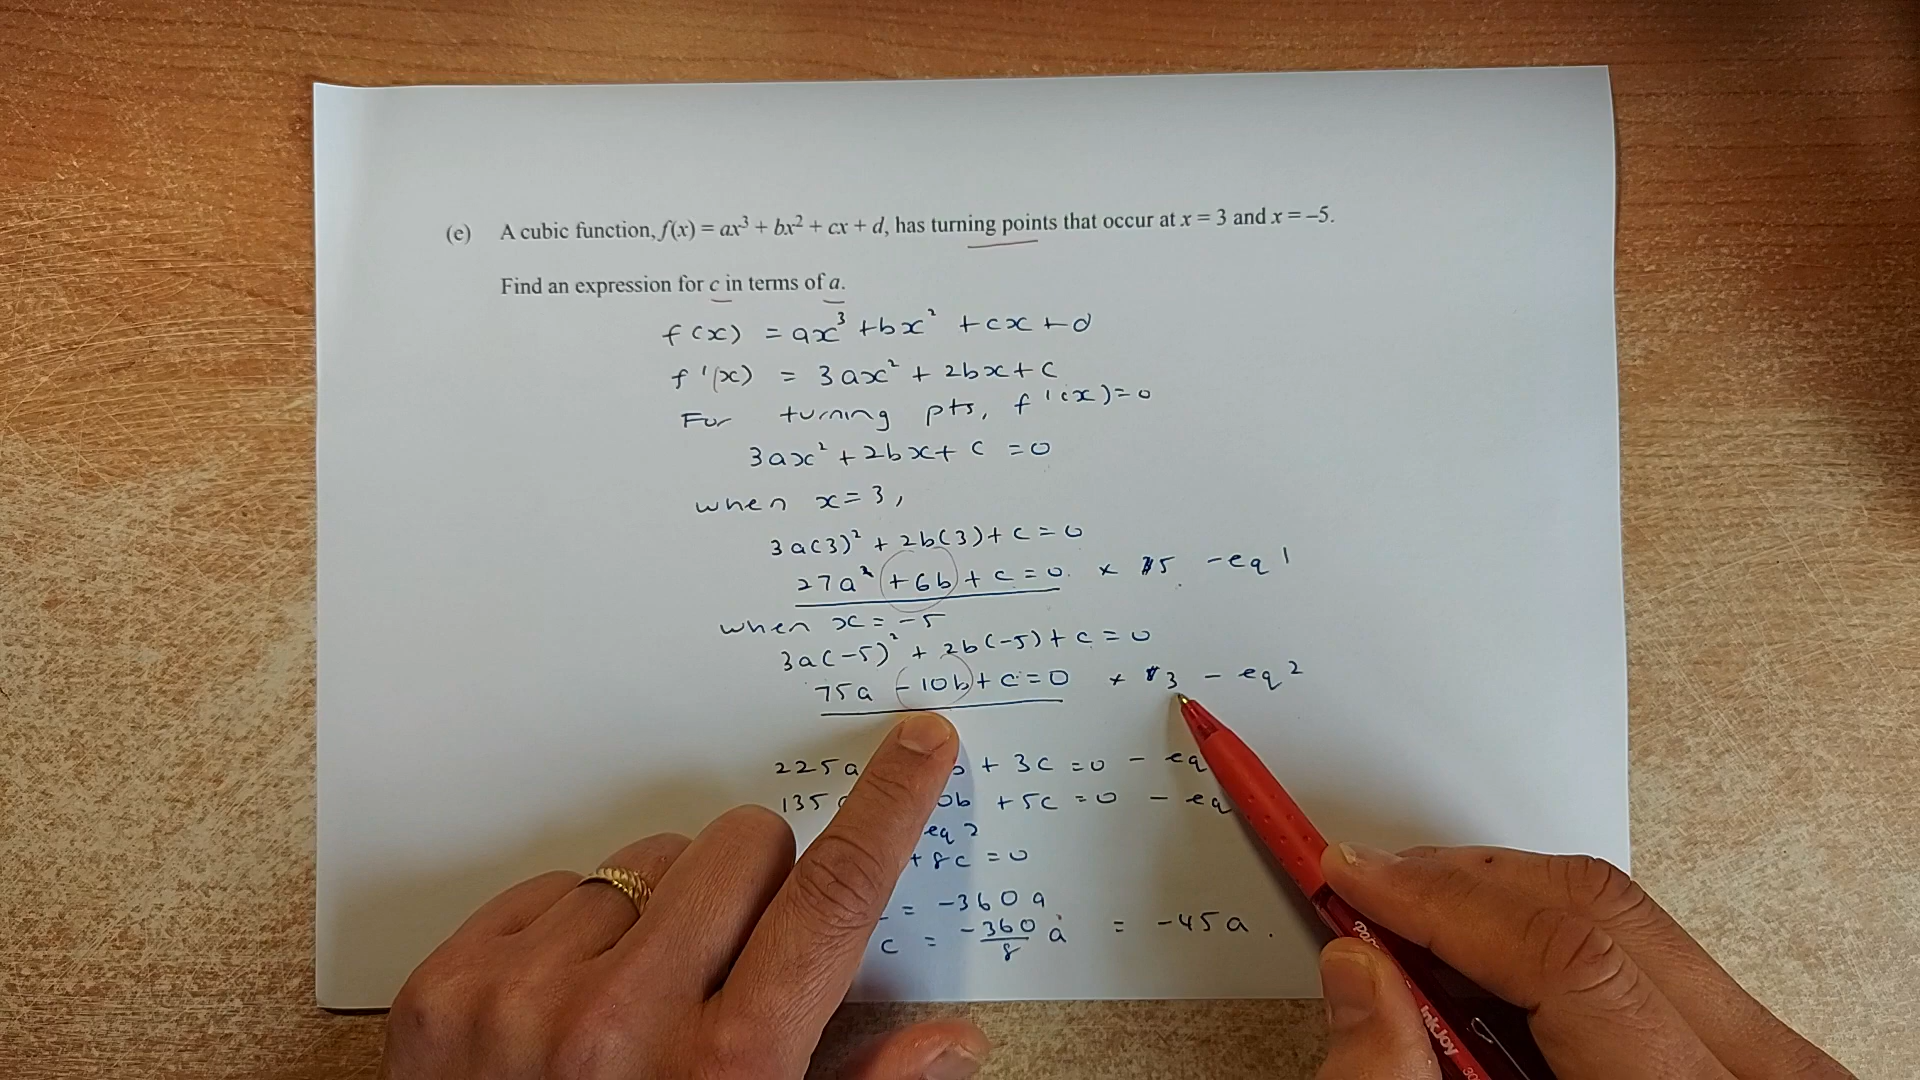 (e) A cubic function, f(x) = ax³ + bx² + cx + d, has turning points that occur at x = 3 and x = –5.
Find an expression for c in terms of a.
f(x) = ax³ + bx² + cx + d
f'(x) = 3ax² + 2bx + c
For turning pts, f'(x) = 0
3ax² + 2bx + c = 0
when x = 3,
3a(3)² + 2b(3) + c = 0
27a + 6b + c = 0 × 5 - eq 1
when x = -5
3a(-5)² + 2b(-5) + c = 0
75a - 10b + c = 0 × 3 - eq 2
225a b + 3c = 0 - eq
135 0b + 5c = 0 - eq
eq 2
+ 8c = 0
= -360a
c = -360/8 a = -45a.
InkJoy